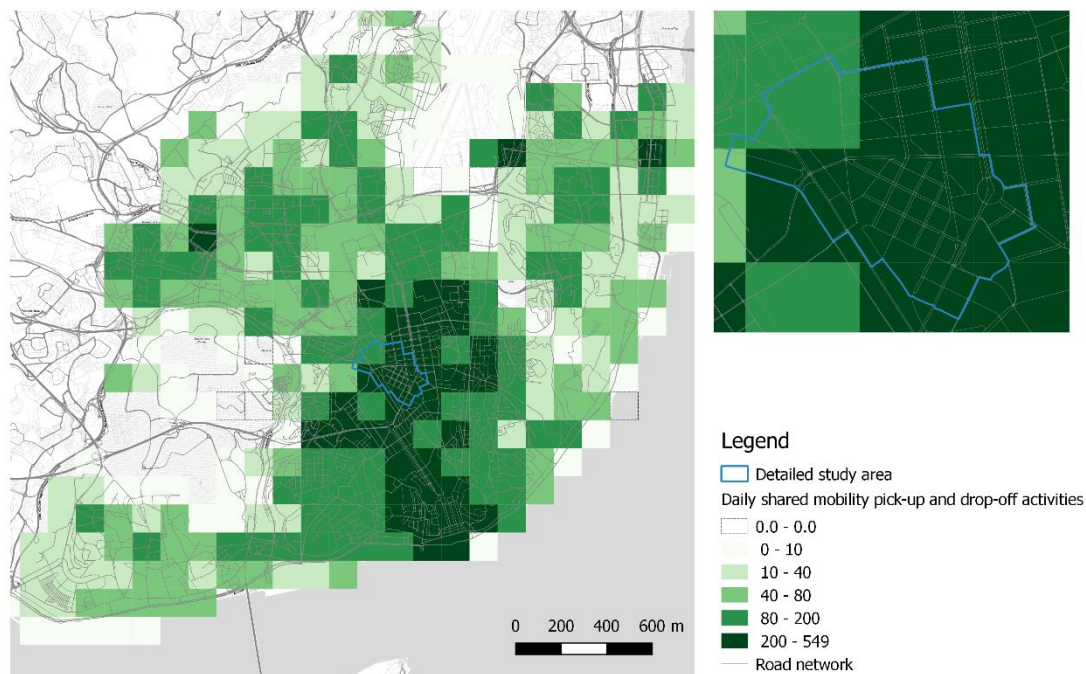 Legend
Detailed study area
Daily shared mobility pick-up and drop-off activities
0.0 - 0.0
0 - 10
10 - 40
40 - 80
80 - 200
200 - 549
Road network
0 200 400 600 m